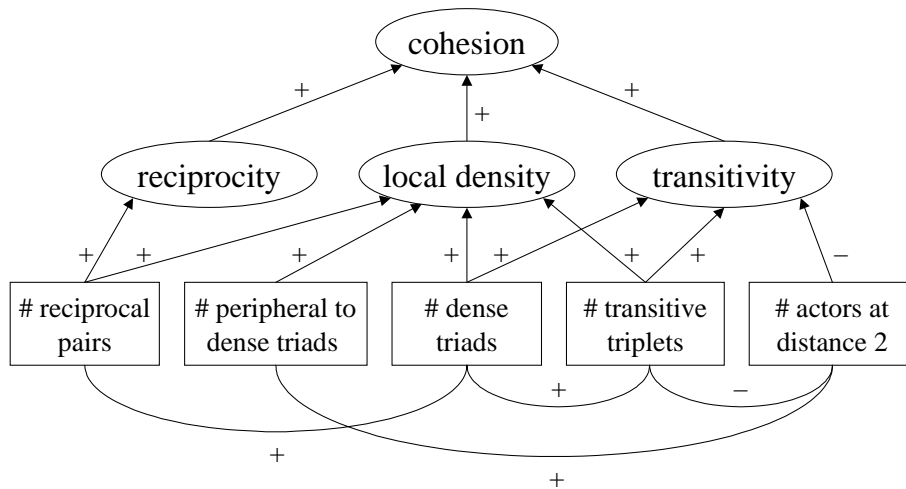 cohesion
+ + +
reciprocity local density transitivity
+ + + + + + + −
# reciprocal # peripheral to # dense # transitive # actors at
pairs dense triads triads triplets distance 2
+ −
+
+